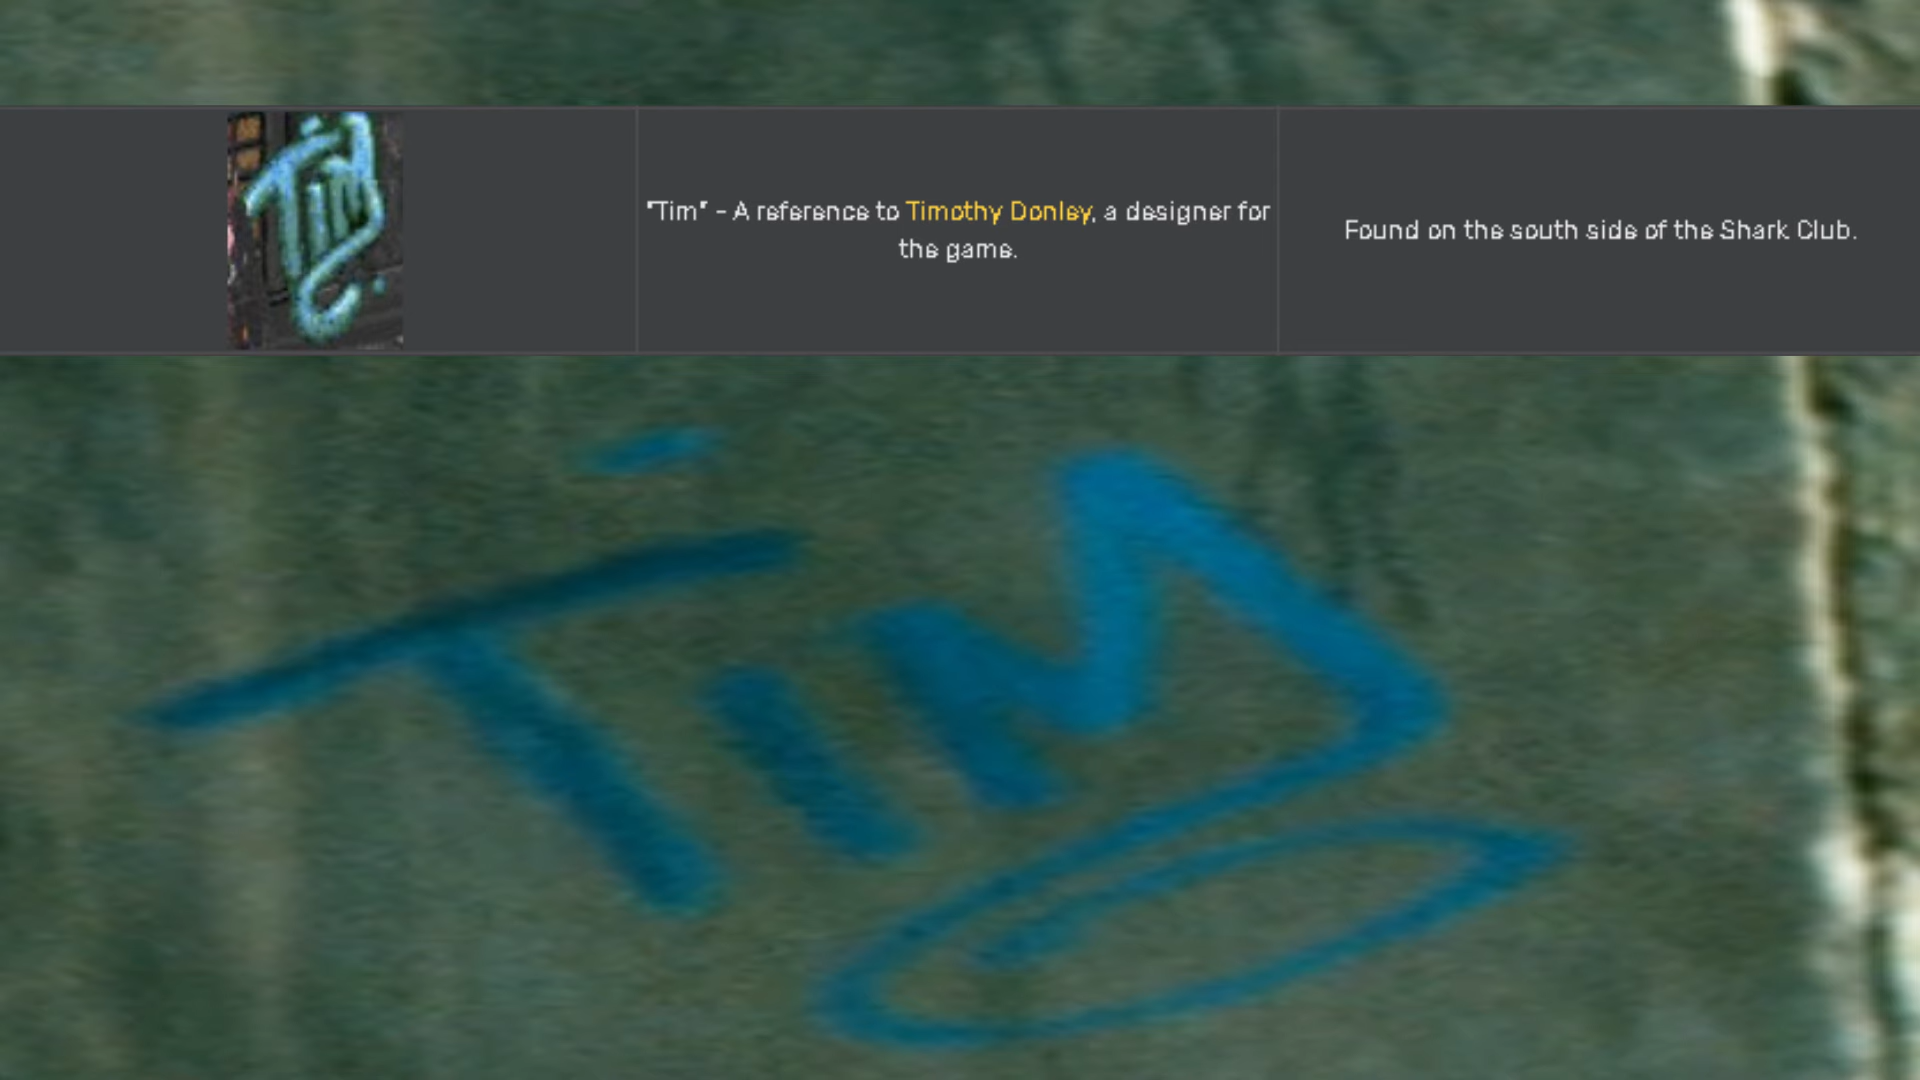 TiM
"Tim" - A reference to Timothy Donley, a designer for
the game.
Found on the south side of the Shark Club.
TiM